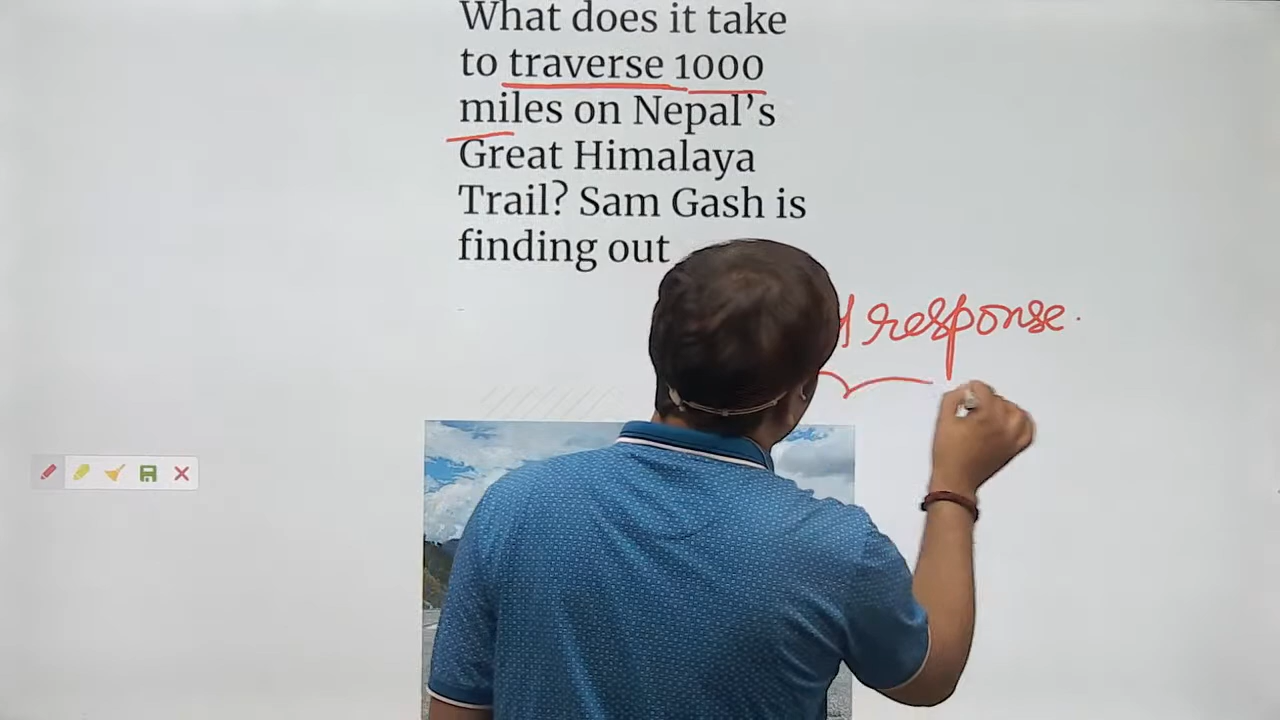 What does it take
to traverse 1000
miles on Nepal’s
Great Himalaya
Trail? Sam Gash is
finding out
response.